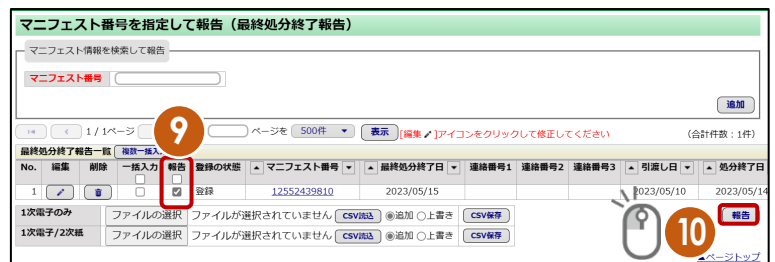 マニフェスト番号を指定して報告（最終処分終了報告）
マニフェスト情報を検索して報告
マニフェスト番号
追加
1 / 1ページ ページを 500件 ▼ 表示 [編集 ]アイコンをクリックして修正してください (合計件数：1件)
9
最終処分終了報告一覧 複数一括入
No. 編集 削除 一括入力 報告 登録の状態 ▲ マニフェスト番号 ▼ ▲ 最終処分終了日 ▼ 連絡番号1 連絡番号2 連絡番号3 ▲ 引渡し日 ▼ ▲ 処分終了日
1 登録 12552439810 2023/05/15 2023/05/10 2023/05/14
1次電子のみ ファイルの選択 ファイルが選択されていません CSV読込 追加 上書き CSV保存 報告
1次電子/2次紙 ファイルの選択 ファイルが選択されていません CSV読込 追加 上書き CSV保存
10
▲ページトップ